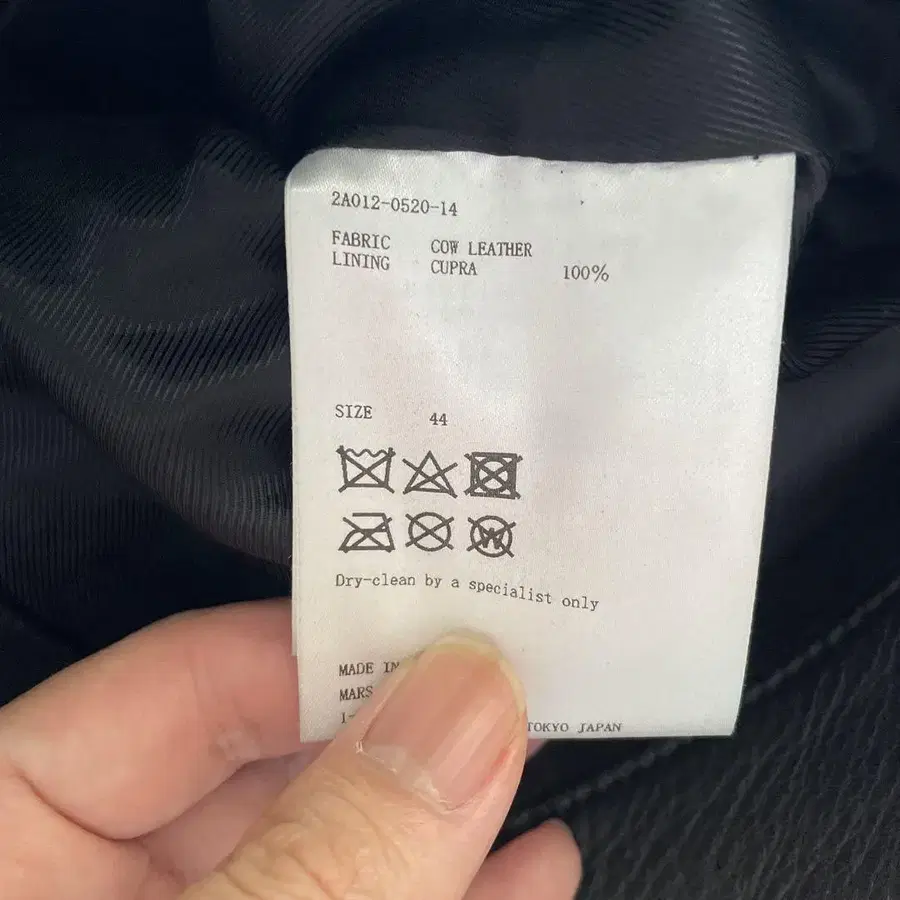 2A012-0520-14
FABRIC COW LEATHER
LINING CUPRA 100%
SIZE 44
W
Dry-clean by a specialist only
MADE IN
MARS
1-
TOKYO JAPAN